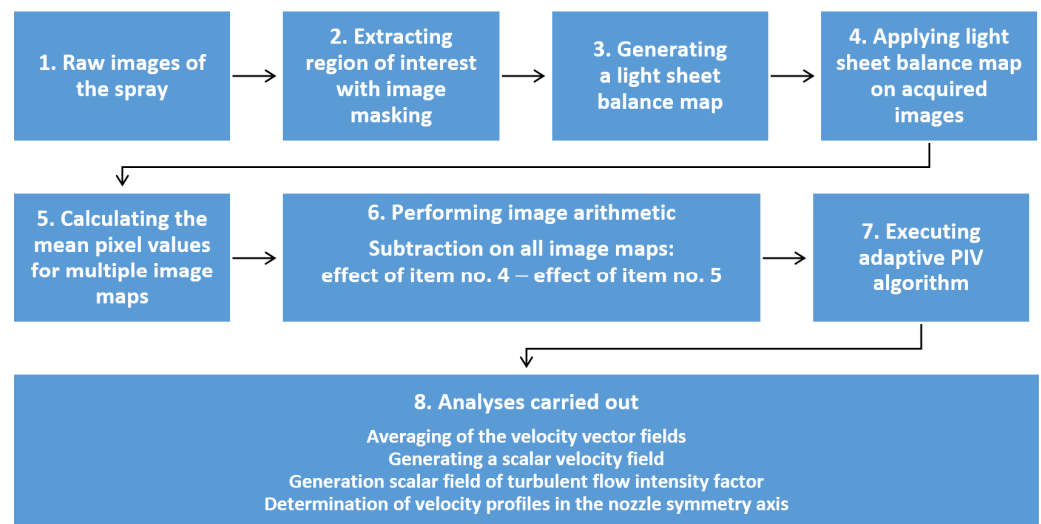 1. Raw images of
the spray
2. Extracting
region of interest
with image
masking
3. Generating
a light sheet
balance map
4. Applying light
sheet balance map
on acquired
images
5. Calculating the
mean pixel values
for multiple image
maps
6. Performing image arithmetic
Subtraction on all image maps:
effect of item no. 4 – effect of item no. 5
7. Executing
adaptive PIV
algorithm
8. Analyses carried out
Averaging of the velocity vector fields
Generating a scalar velocity field
Generation scalar field of turbulent flow intensity factor
Determination of velocity profiles in the nozzle symmetry axis